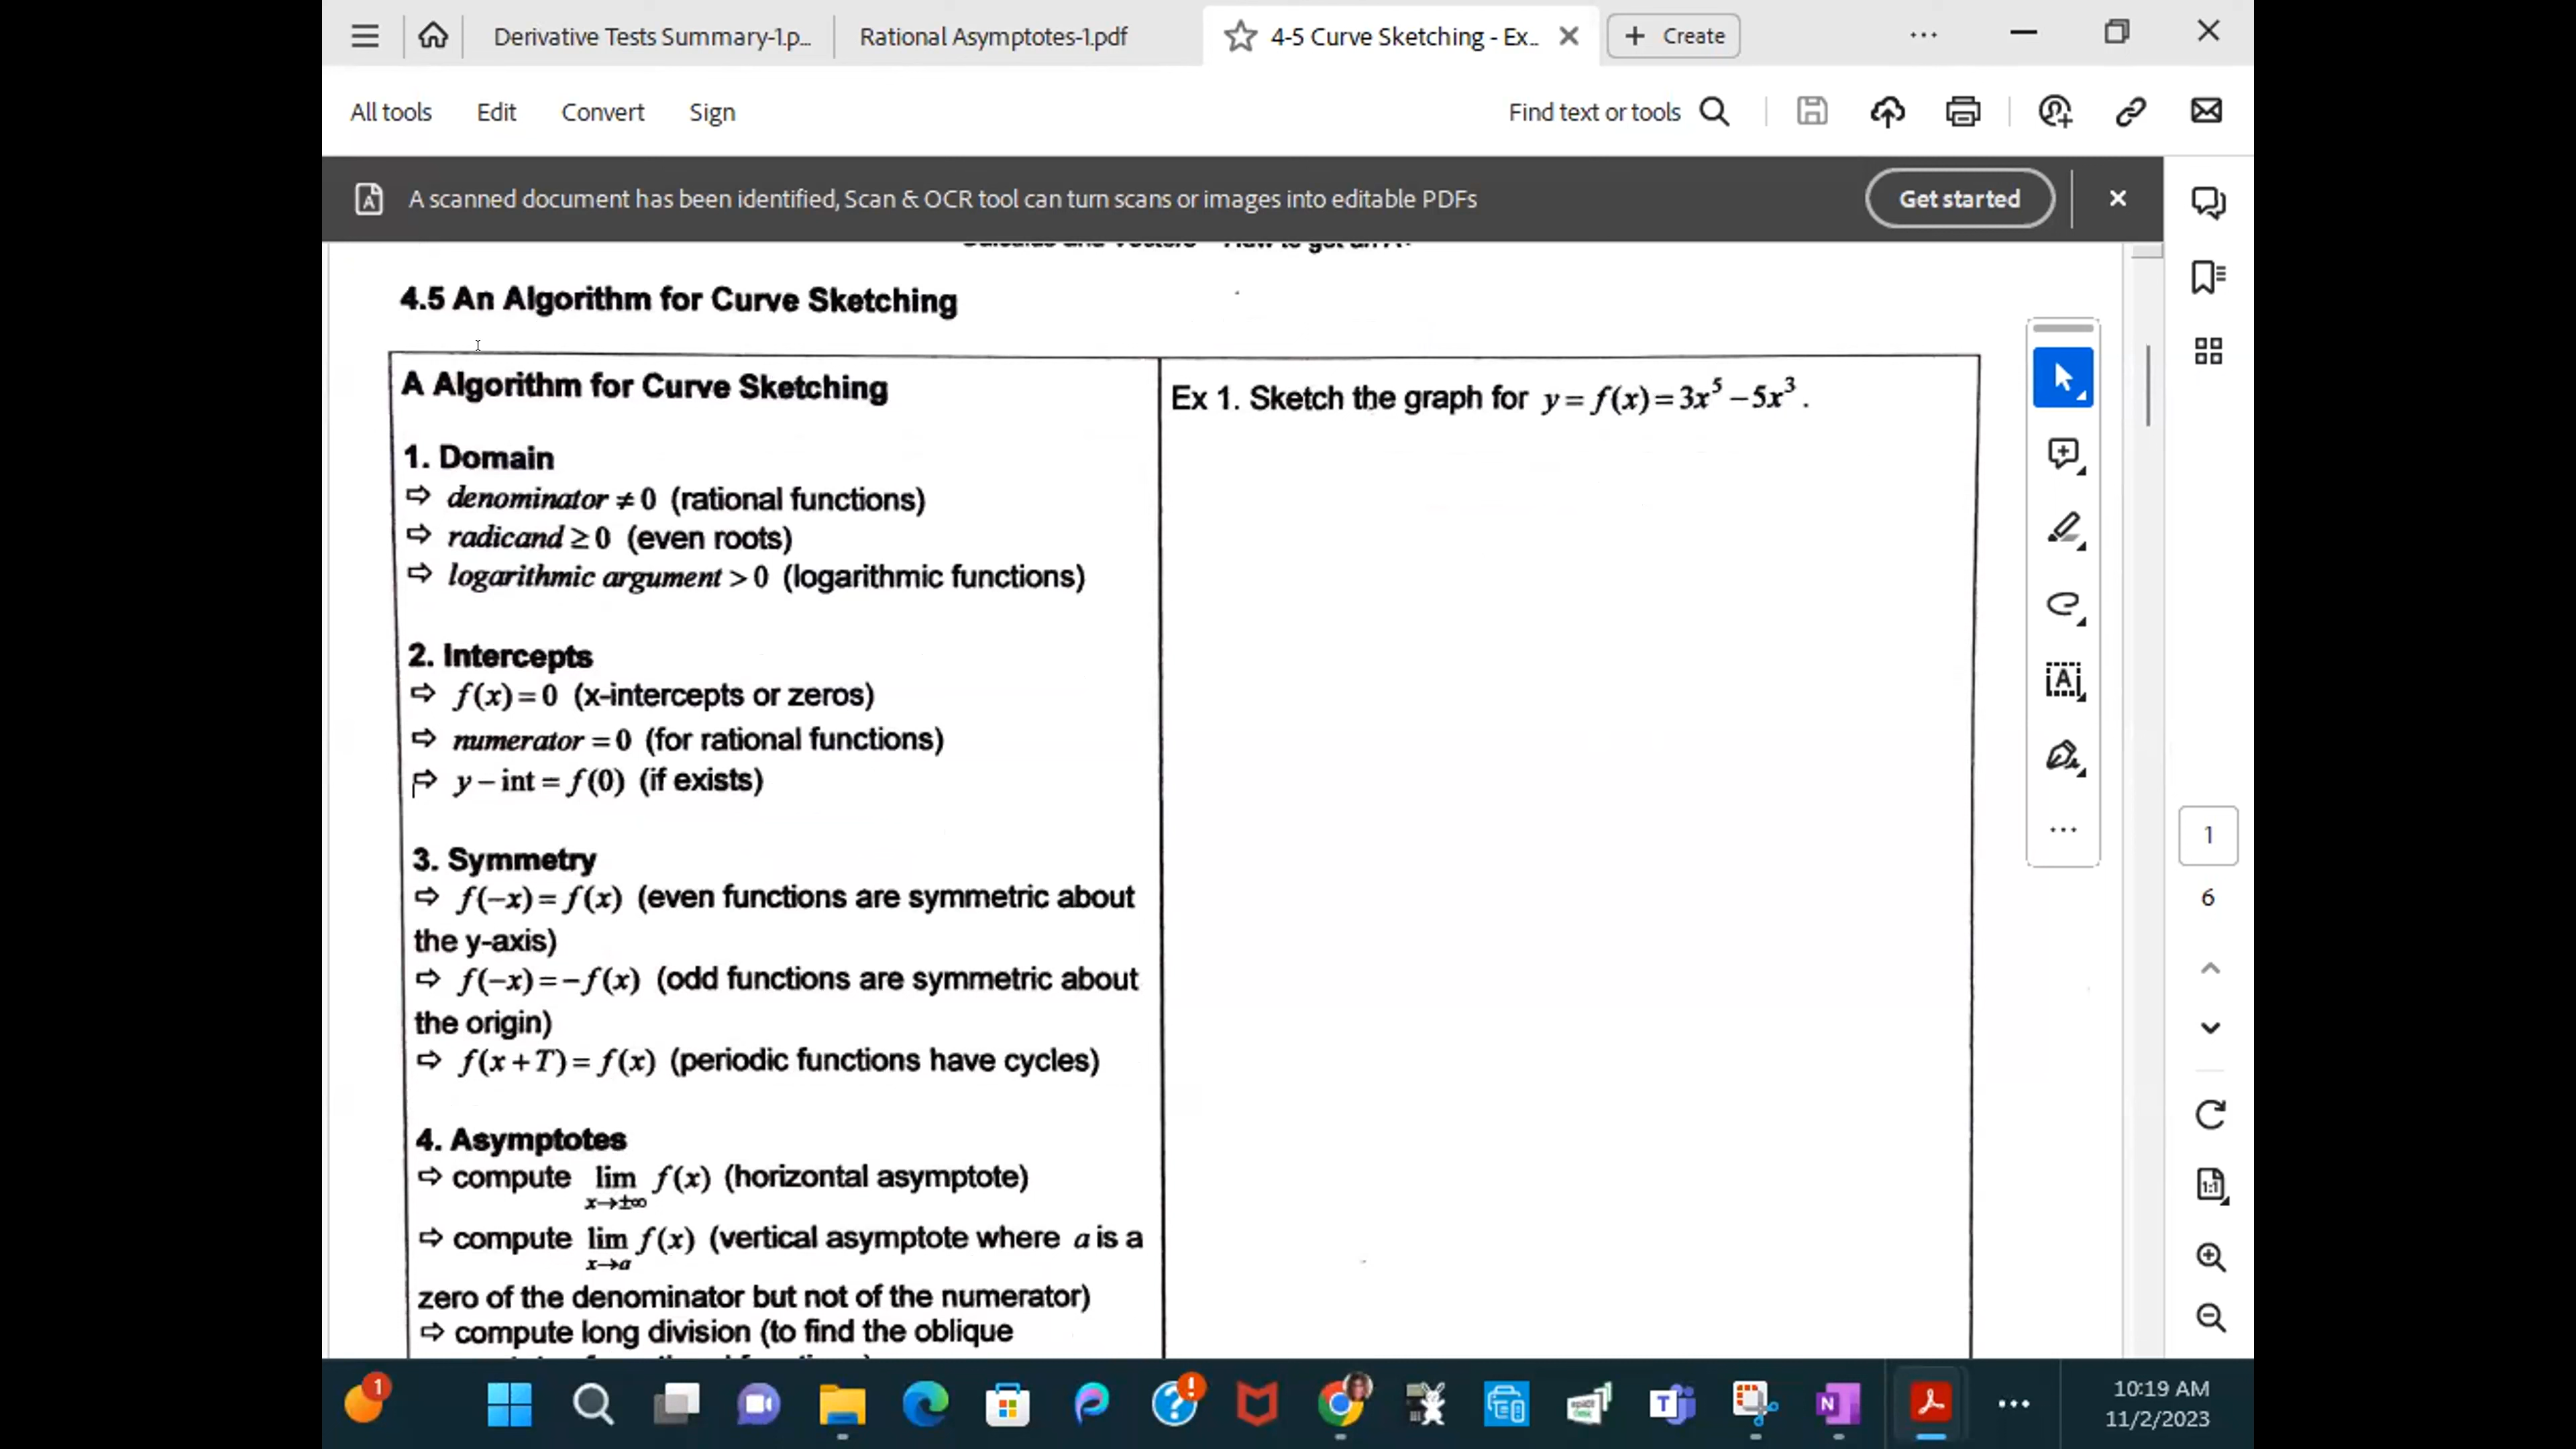 Derivative Tests Summary-1.p...
Rational Asymptotes-1.pdf
4-5 Curve Sketching - Ex...
Create
All tools
Edit
Convert
Sign
Find text or tools
A scanned document has been identified, Scan & OCR tool can turn scans or images into editable PDFs
Get started
4.5 An Algorithm for Curve Sketching
A Algorithm for Curve Sketching
1. Domain
⇨ denominator ≠ 0 (rational functions)
⇨ radicand ≥ 0 (even roots)
⇨ logarithmic argument > 0 (logarithmic functions)
2. Intercepts
⇨ f(x) = 0 (x-intercepts or zeros)
⇨ numerator = 0 (for rational functions)
⇨ y – int = f(0) (if exists)
3. Symmetry
⇨ f(–x) = f(x) (even functions are symmetric about
the y-axis)
⇨ f(–x) = –f(x) (odd functions are symmetric about
the origin)
⇨ f(x + T) = f(x) (periodic functions have cycles)
4. Asymptotes
⇨ compute lim f(x) (horizontal asymptote)
x→±∞
⇨ compute lim f(x) (vertical asymptote where a is a
x→a
zero of the denominator but not of the numerator)
⇨ compute long division (to find the oblique
Ex 1. Sketch the graph for y = f(x) = 3x⁵ – 5x³ .
1
6
1
10:19 AM
11/2/2023